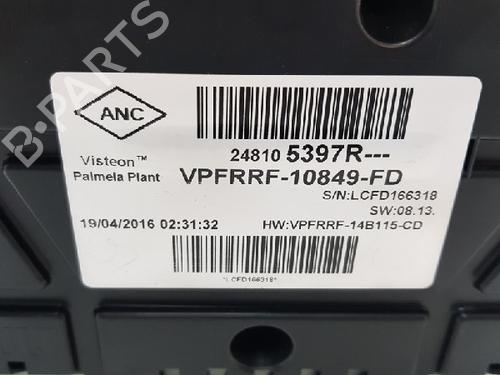 B-PARTS
ANC
Visteon™
Palmela Plant
24810 5397R---
VPFRRF-10849-FD
S/N:LCFD166318
SW:08.13.
19/04/2016 02:31:32
HW:VPFRRF-14B115-CD
*LCFD166318*